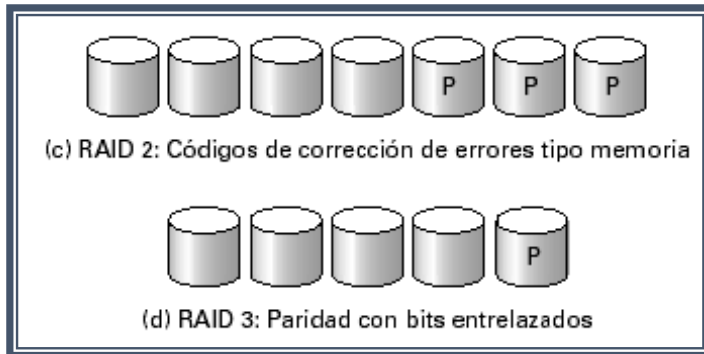 P P P
(c) RAID 2: Códigos de corrección de errores tipo memoria
P
(d) RAID 3: Paridad con bits entrelazados